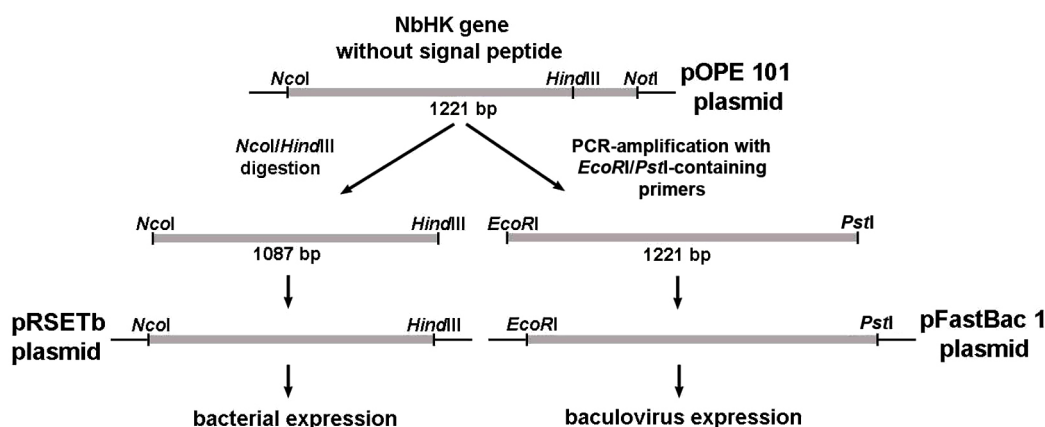 NbHK gene
without signal peptide
NcoI
HindIII
NotI
pOPE 101
plasmid
1221 bp
NcoI/HindIII
digestion
PCR-amplification with
EcoRI/PstI-containing
primers
NcoI
HindIII
EcoRI
PstI
1087 bp
1221 bp
pRSETb
plasmid
NcoI
HindIII
EcoRI
PstI
pFastBac 1
plasmid
bacterial expression
baculovirus expression